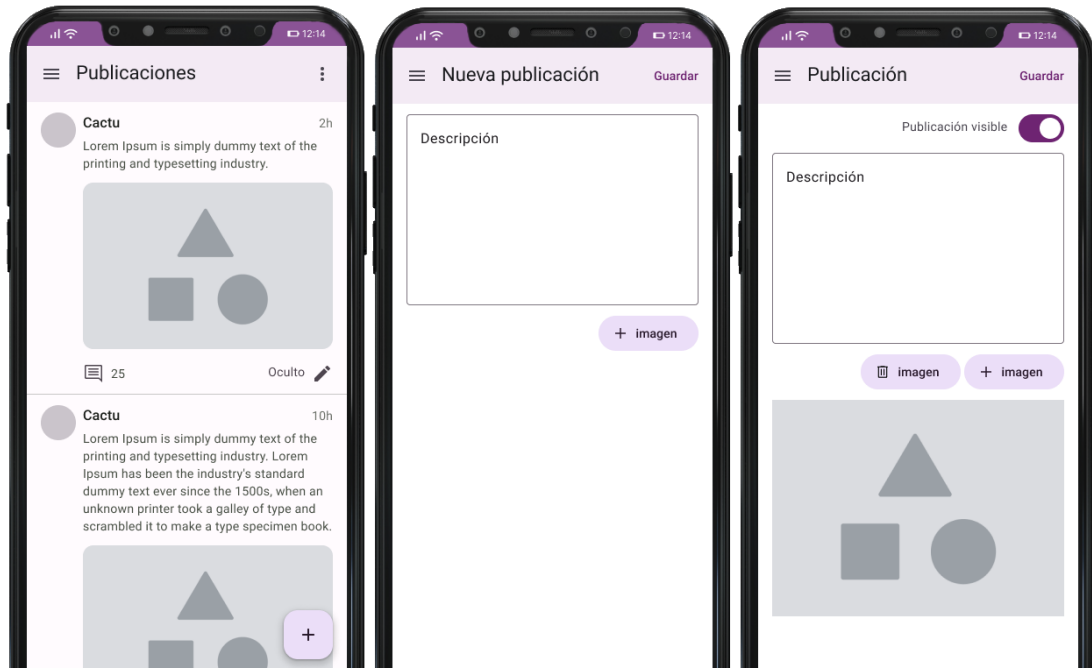 12:14
Publicaciones
Cactu 2h
Lorem Ipsum is simply dummy text of the
printing and typesetting industry.
25 Oculto
Cactu 10h
Lorem Ipsum is simply dummy text of the
printing and typesetting industry. Lorem
Ipsum has been the industry's standard
dummy text ever since the 1500s, when an
unknown printer took a galley of type and
scrambled it to make a type specimen book.
+
12:14
Nueva publicación Guardar
Descripción
+ imagen
12:14
Publicación Guardar
Publicación visible
Descripción
imagen + imagen